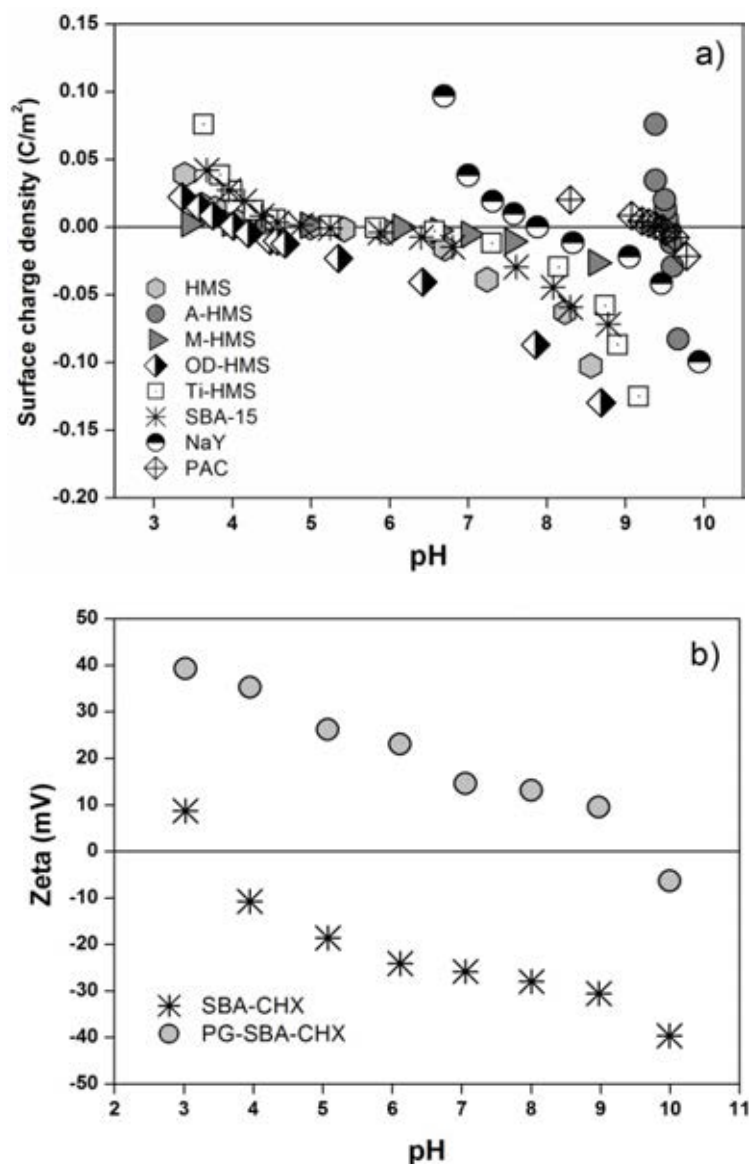 a)
Surface charge density (C/m²)
0.15
0.10
0.05
0.00
-0.05
-0.10
-0.15
-0.20
HMS
A-HMS
M-HMS
OD-HMS
Ti-HMS
SBA-15
NaY
PAC
3 4 5 6 7 8 9 10
pH
b)
Zeta (mV)
50
40
30
20
10
0
-10
-20
-30
-40
-50
SBA-CHX
PG-SBA-CHX
2 3 4 5 6 7 8 9 10 11
pH